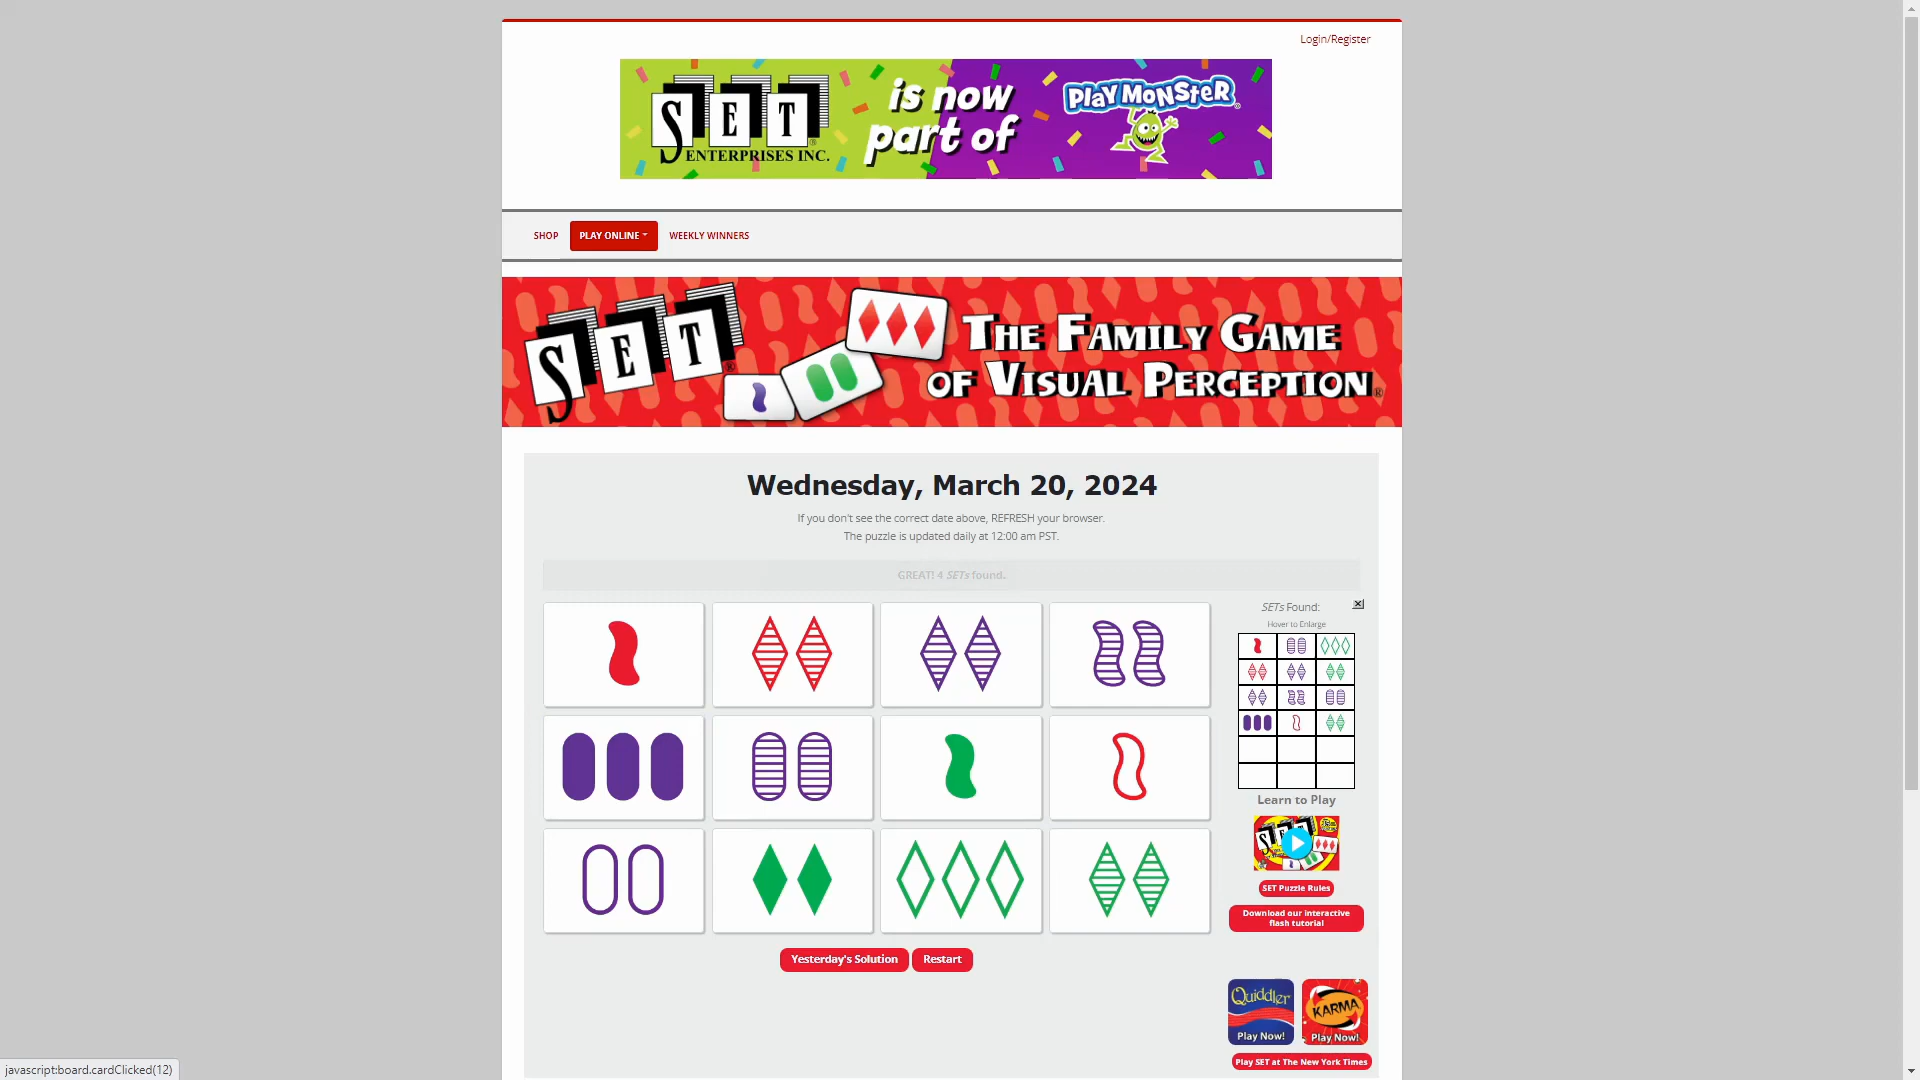 Login/Register
SET
ENTERPRISES INC.
is now
part of
PLAY MONSTER
SHOP
PLAY ONLINE
WEEKLY WINNERS
SET
THE FAMILY GAME
OF VISUAL PERCEPTION
Wednesday, March 20, 2024
If you don't see the correct date above, REFRESH your browser.
The puzzle is updated daily at 12:00 am PST.
GREAT! 4 SETs found.
SETs Found:
Hover to Enlarge
Learn to Play
SET
SET Puzzle Rules
Download our interactive
flash tutorial
Yesterday's Solution
Restart
Quiddler
Play Now!
KARMA
Play Now!
Play SET at The New York Times
javascript:board.cardClicked(12)